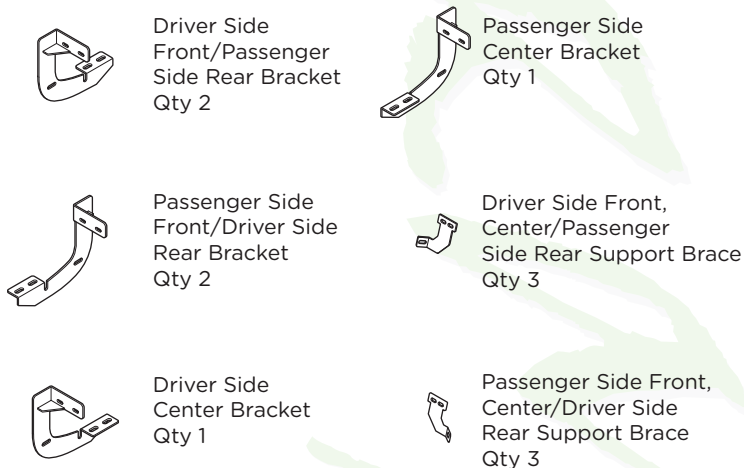 Driver Side
Front/Passenger
Side Rear Bracket
Qty 2
Passenger Side
Center Bracket
Qty 1
Passenger Side
Front/Driver Side
Rear Bracket
Qty 2
Driver Side Front,
Center/Passenger
Side Rear Support Brace
Qty 3
Driver Side
Center Bracket
Qty 1
Passenger Side Front,
Center/Driver Side
Rear Support Brace
Qty 3